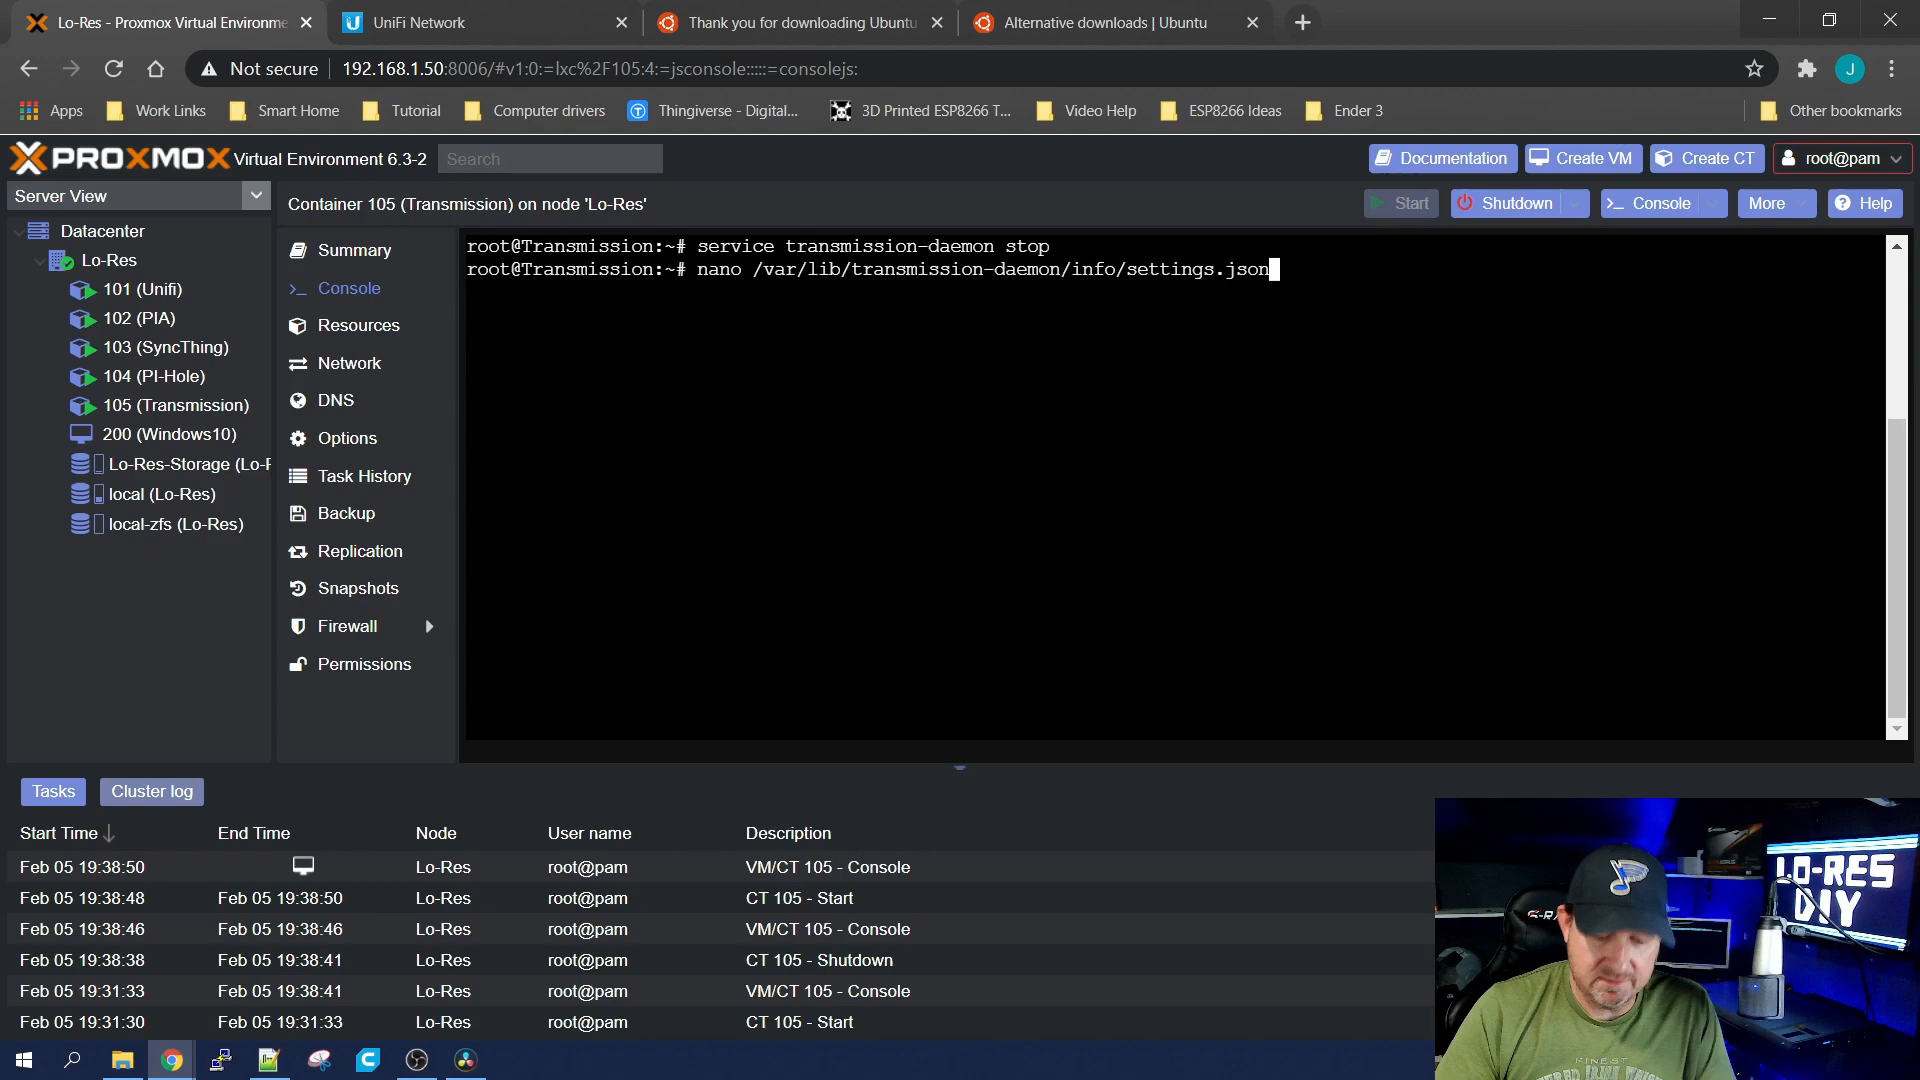 Lo-Res - Proxmox Virtual Environme
UniFi Network
Thank you for downloading Ubuntu
Alternative downloads | Ubuntu
Not secure
192.168.1.50:8006/#v1:0:=lxc%2F105:4:=jsconsole:::::=consolejs:
J
Apps
Work Links
Smart Home
Tutorial
Computer drivers
Thingiverse - Digital...
3D Printed ESP8266 T...
Video Help
ESP8266 Ideas
Ender 3
Other bookmarks
PROXMOX Virtual Environment 6.3-2
Search
Documentation
Create VM
Create CT
root@pam
Server View
Container 105 (Transmission) on node 'Lo-Res'
Start
Shutdown
Console
More
Help
Datacenter
Lo-Res
101 (Unifi)
102 (PIA)
103 (SyncThing)
104 (PI-Hole)
105 (Transmission)
200 (Windows10)
Lo-Res-Storage (Lo-R
local (Lo-Res)
local-zfs (Lo-Res)
Summary
Console
Resources
Network
DNS
Options
Task History
Backup
Replication
Snapshots
Firewall
Permissions
root@Transmission:~# service transmission-daemon stop
root@Transmission:~# nano /var/lib/transmission-daemon/info/settings.json
Tasks
Cluster log
Start Time
End Time
Node
User name
Description
Feb 05 19:38:50
Lo-Res
root@pam
VM/CT 105 - Console
Feb 05 19:38:48
Feb 05 19:38:50
Lo-Res
root@pam
CT 105 - Start
Feb 05 19:38:46
Feb 05 19:38:46
Lo-Res
root@pam
VM/CT 105 - Console
Feb 05 19:38:38
Feb 05 19:38:41
Lo-Res
root@pam
CT 105 - Shutdown
Feb 05 19:31:33
Feb 05 19:38:41
Lo-Res
root@pam
VM/CT 105 - Console
Feb 05 19:31:30
Feb 05 19:31:33
Lo-Res
root@pam
CT 105 - Start
LO-RES
DIY
FINEST